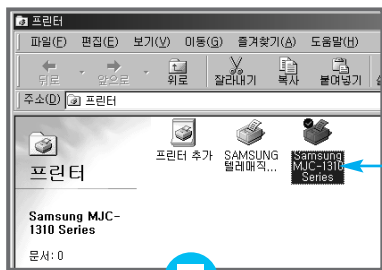 프린터
파일(F) 편집(E) 보기(V) 이동(G) 즐겨찾기(A) 도움말(H)
뒤로 앞으로 위로 잘라내기 복사 붙여넣기
주소(D) 프린터
프린터
Samsung MJC-
1310 Series
문서: 0
프린터 추가
SAMSUNG
텔레매직...
Samsung
MJC-1310
Series